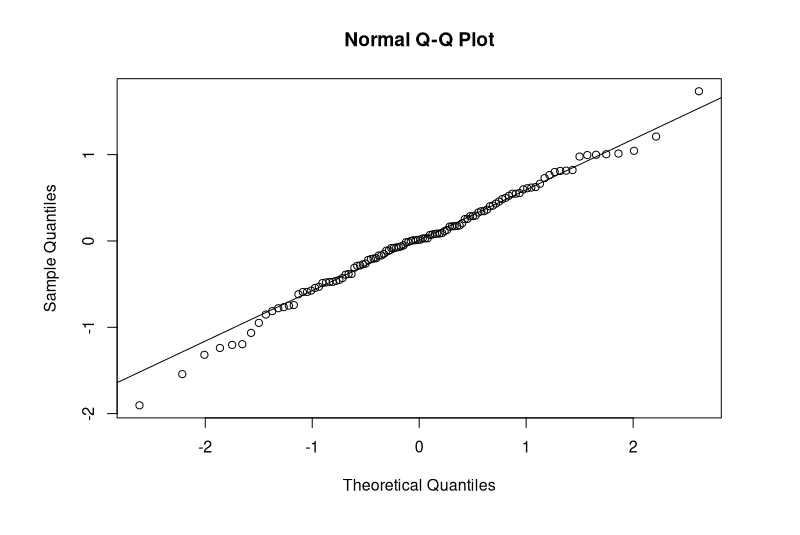 Normal Q-Q Plot
1
0
-1
-2
Sample Quantiles
-2 -1 0 1 2
Theoretical Quantiles